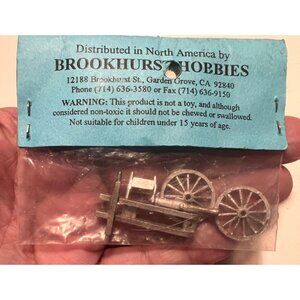 Distributed in North America by
BROOKHURST HOBBIES
12188 Brookhurst St., Garden Grove, CA 92840
Phone (714) 636-3580 or Fax (714) 636-9150
WARNING: This product is not a toy, and although
considered non-toxic it should not be chewed or swallowed.
Not suitable for children under 15 years of age.